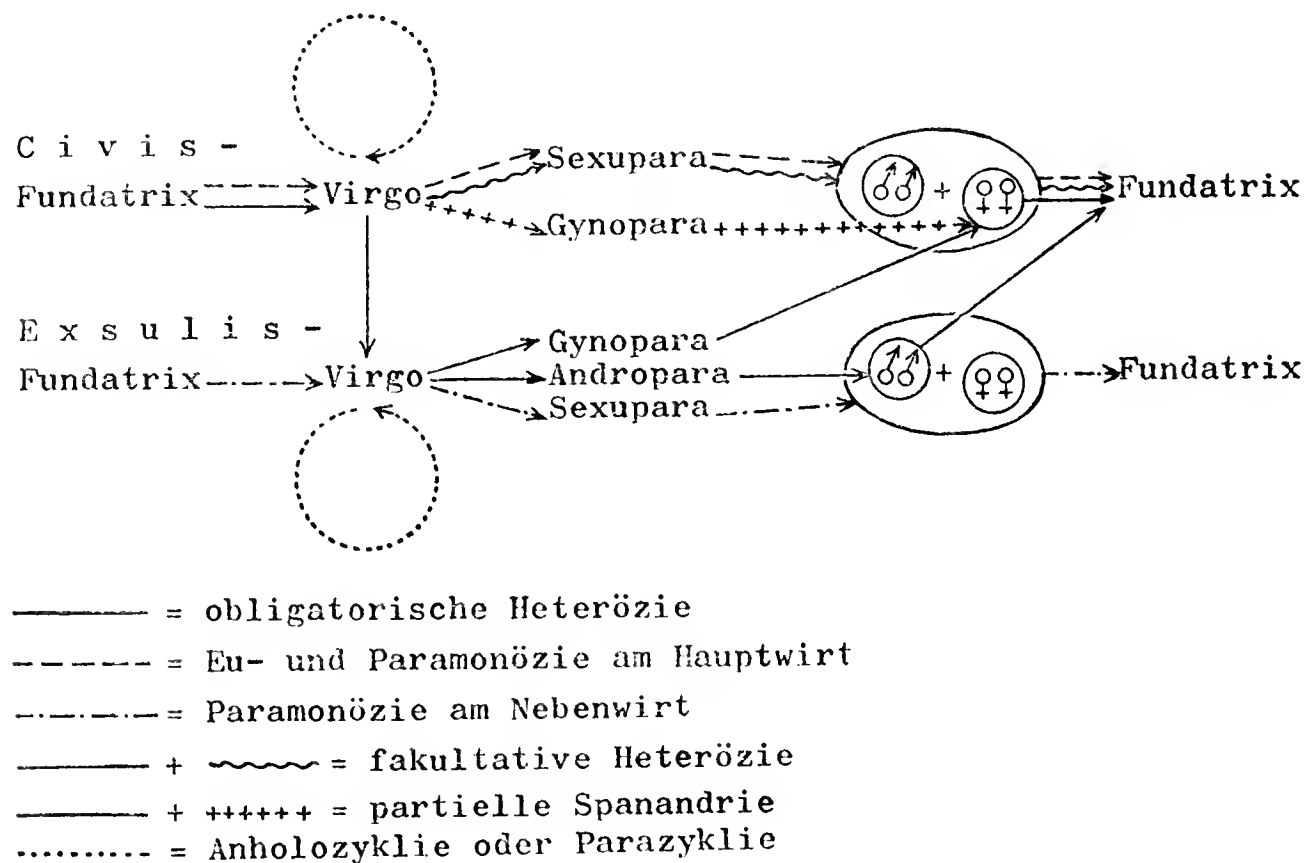 C i v i s -
Sexupara
♂♂ + ♀♀
Fundatrix Virgo Fundatrix
Gynopara ++++++++++++
E x s u l i s -
Gynopara
Fundatrix Virgo Andropara ♂♂ + ♀♀ Fundatrix
Sexupara
= obligatorische Heterözie
= Eu- und Paramonözie am Hauptwirt
= Paramonözie am Nebenwirt
+ = fakultative Heterözie
+ ++++++ = partielle Spanandrie
.......... = Anholozyklie oder Parazyklie